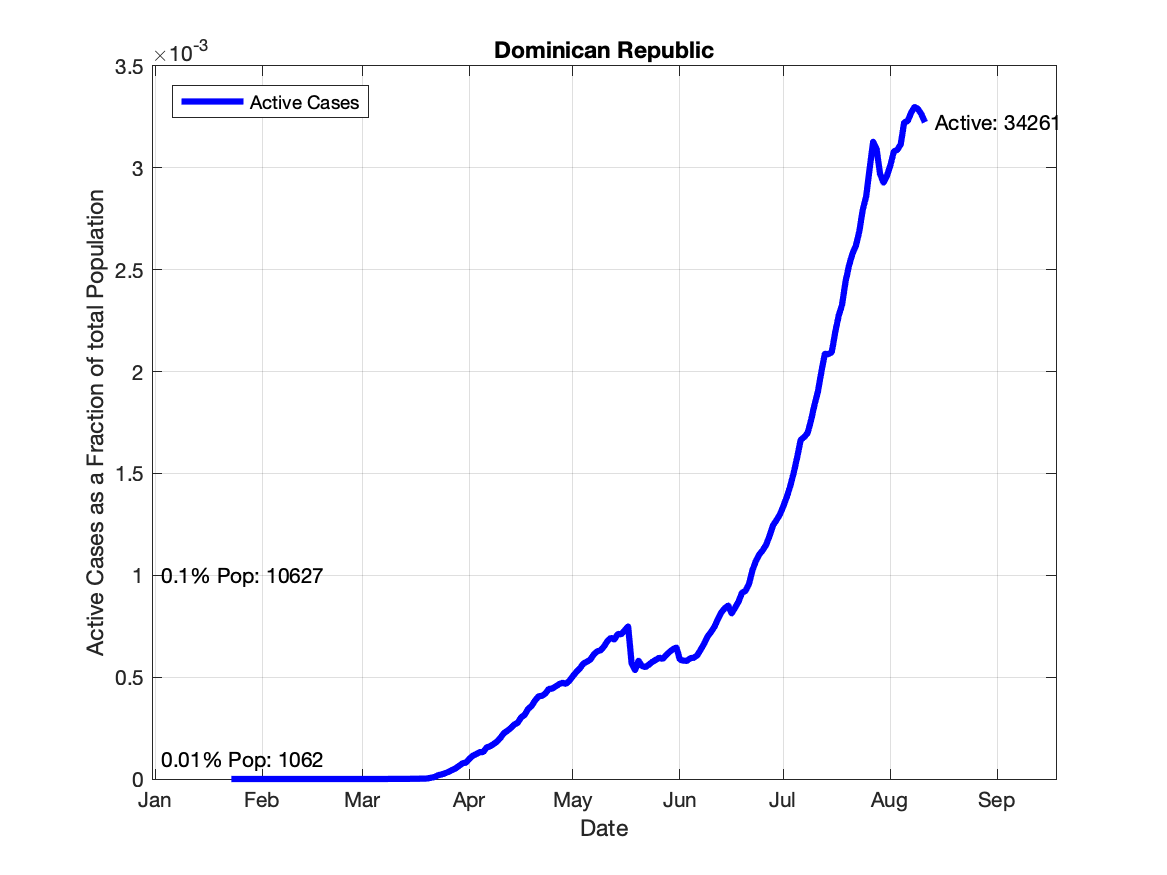 Dominican Republic
×10-3
3.5
3
2.5
2
1.5
1
0.5
0
Active Cases as a Fraction of total Population
Active Cases
Active: 34261
0.1% Pop: 10627
0.01% Pop: 1062
Jan Feb Mar Apr May Jun Jul Aug Sep
Date